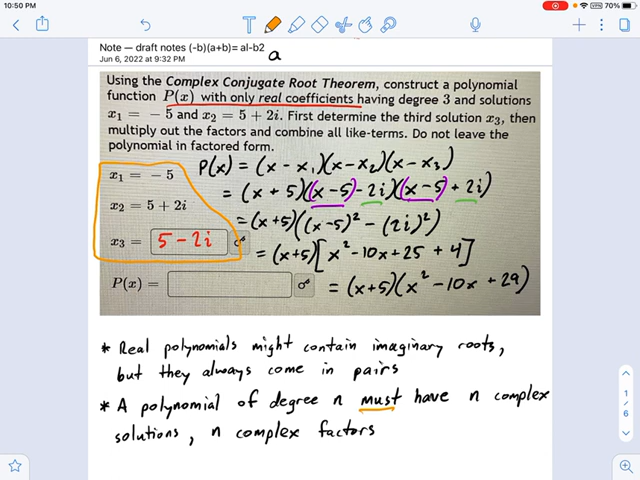 10:50 PM
VPN 70%
Note — draft notes (-b)(a+b)= al-b2
Jun 6, 2022 at 9:32 PM
a
Using the Complex Conjugate Root Theorem, construct a polynomial
function P(x) with only real coefficients having degree 3 and solutions
x₁ = − 5 and x₂ = 5 + 2i. First determine the third solution x₃, then
multiply out the factors and combine all like-terms. Do not leave the
polynomial in factored form.
P(x) = (x - x₁)(x - x₂)(x - x₃)
x₁ = − 5
= (x + 5)((x - 5) - 2i)((x - 5) + 2i)
x₂ = 5 + 2i
= (x+5)((x-5)² - (2i)²)
x₃ = 5 - 2i
= (x+5)[x² - 10x + 25 + 4]
P(x) =
= (x+5)(x² - 10x + 29)
* Real polynomials might contain imaginary roots,
but they always come in pairs
* A polynomial of degree n must have n complex
solutions, n complex factors
1
/
6